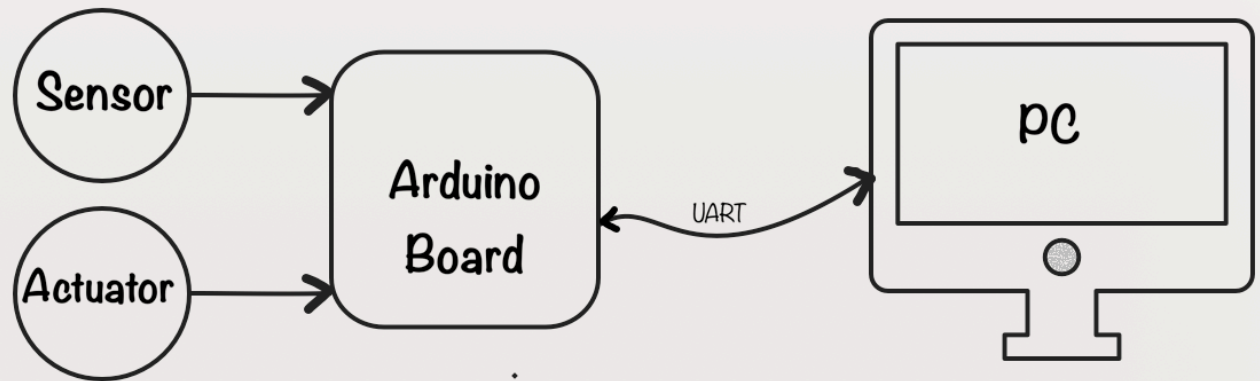 Sensor
Actuator
Arduino
Board
UART
PC